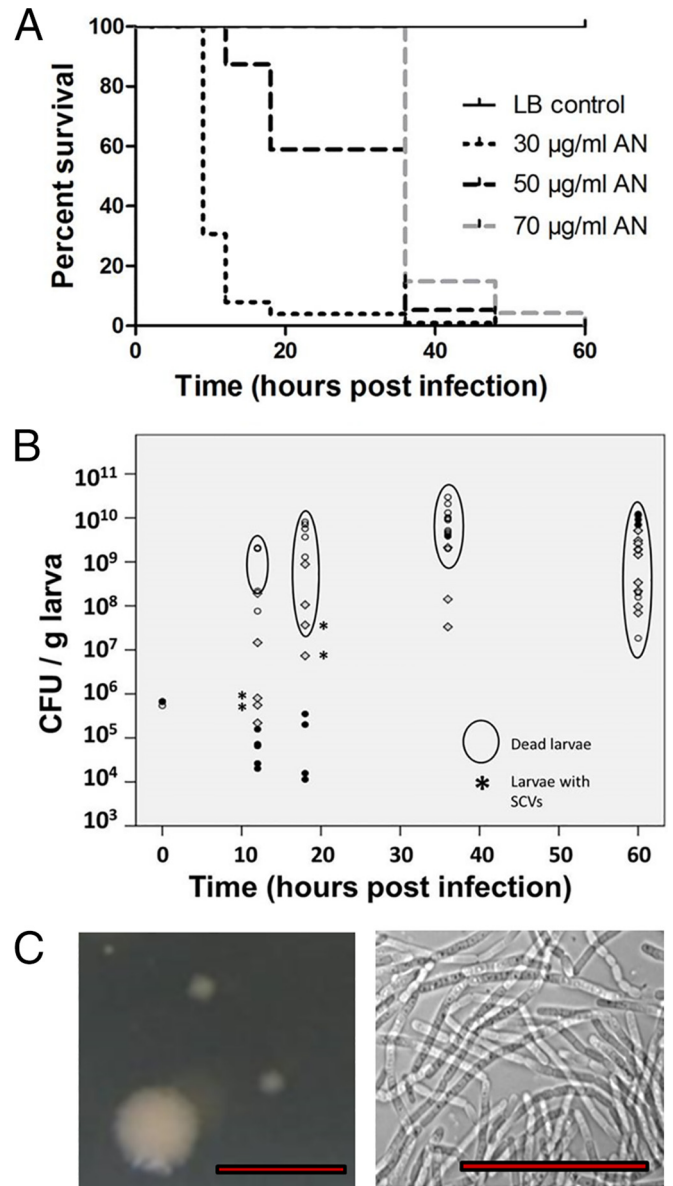 A
100
80
60
40
20
0
Percent survival
LB control
30 µg/ml AN
50 µg/ml AN
70 µg/ml AN
0 20 40 60
Time (hours post infection)
B
10¹¹
10¹⁰
10⁹
10⁸
10⁷
10⁶
10⁵
10⁴
10³
CFU / g larva
*
*
*
*
Dead larvae
* Larvae with
SCVs
0 10 20 30 40 50 60
Time (hours post infection)
C